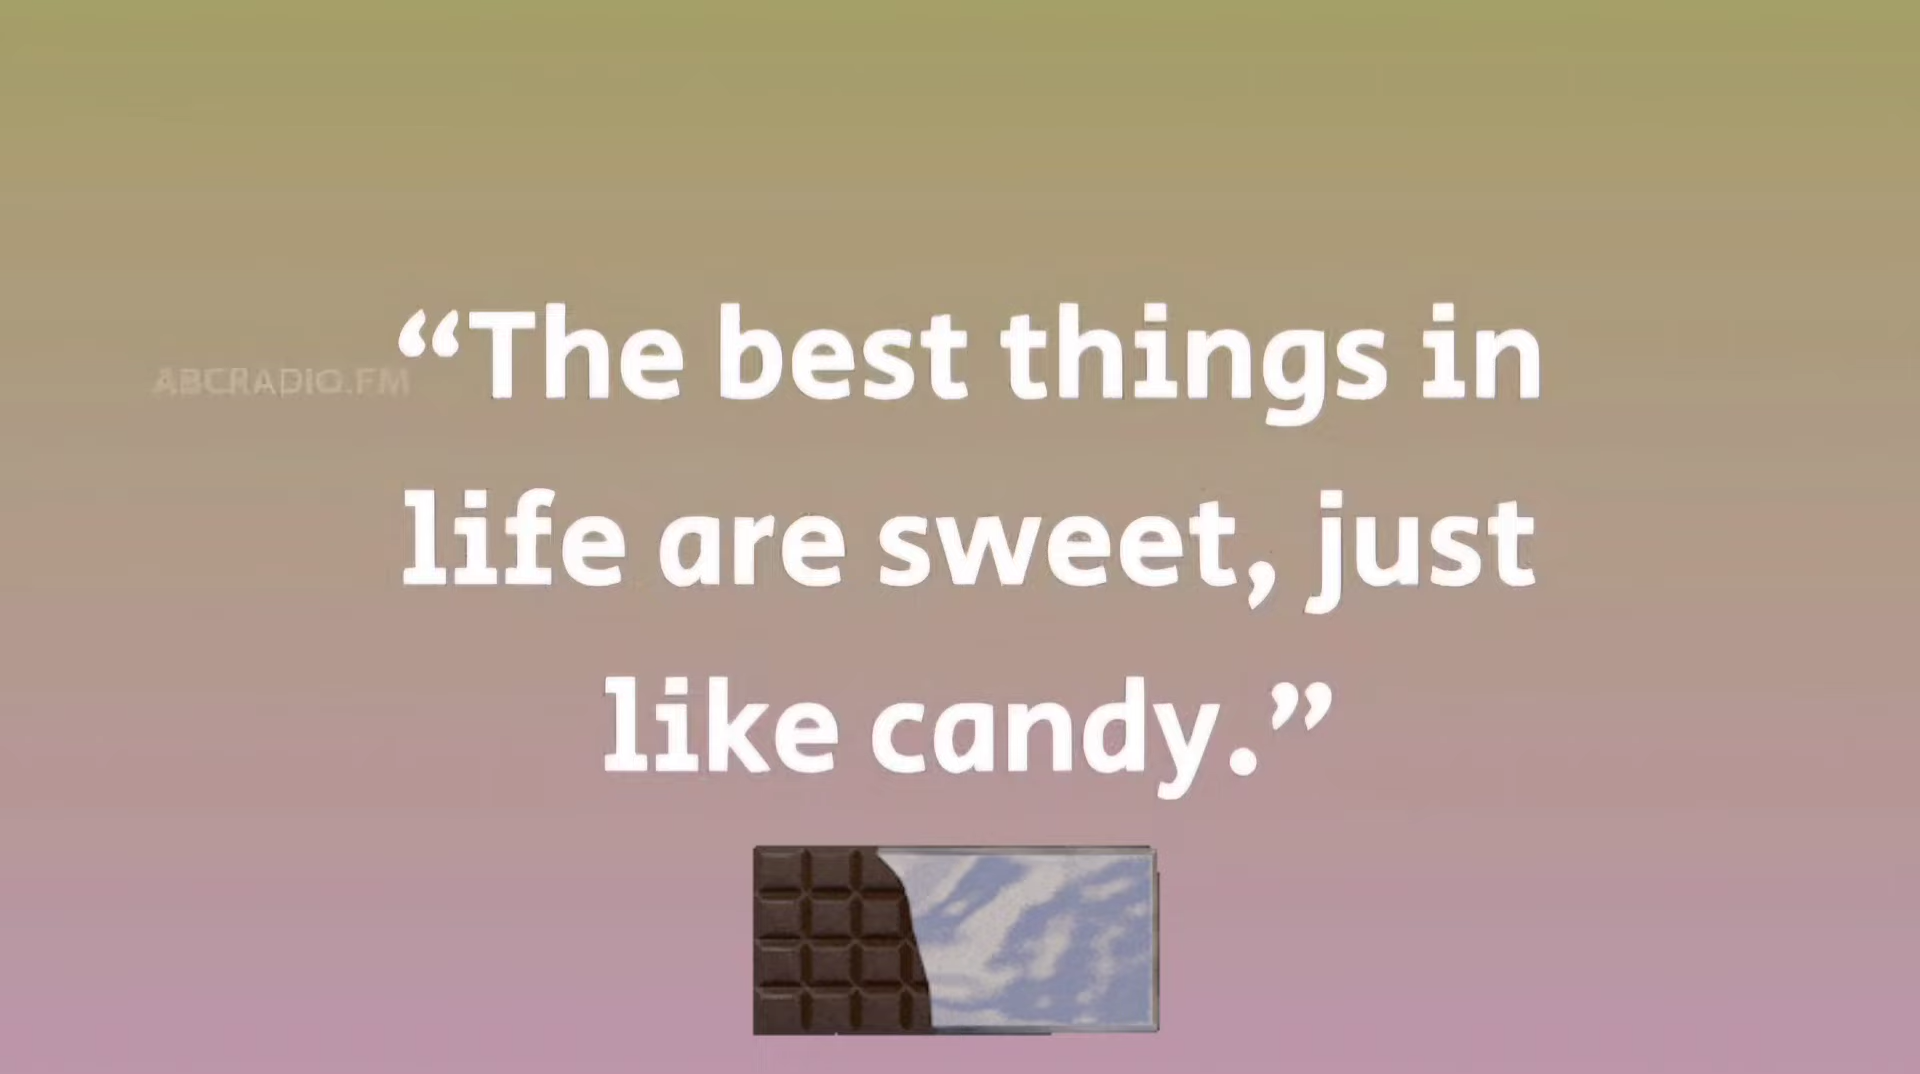 ABCRADIO.FM
“The best things in
life are sweet, just
like candy.”